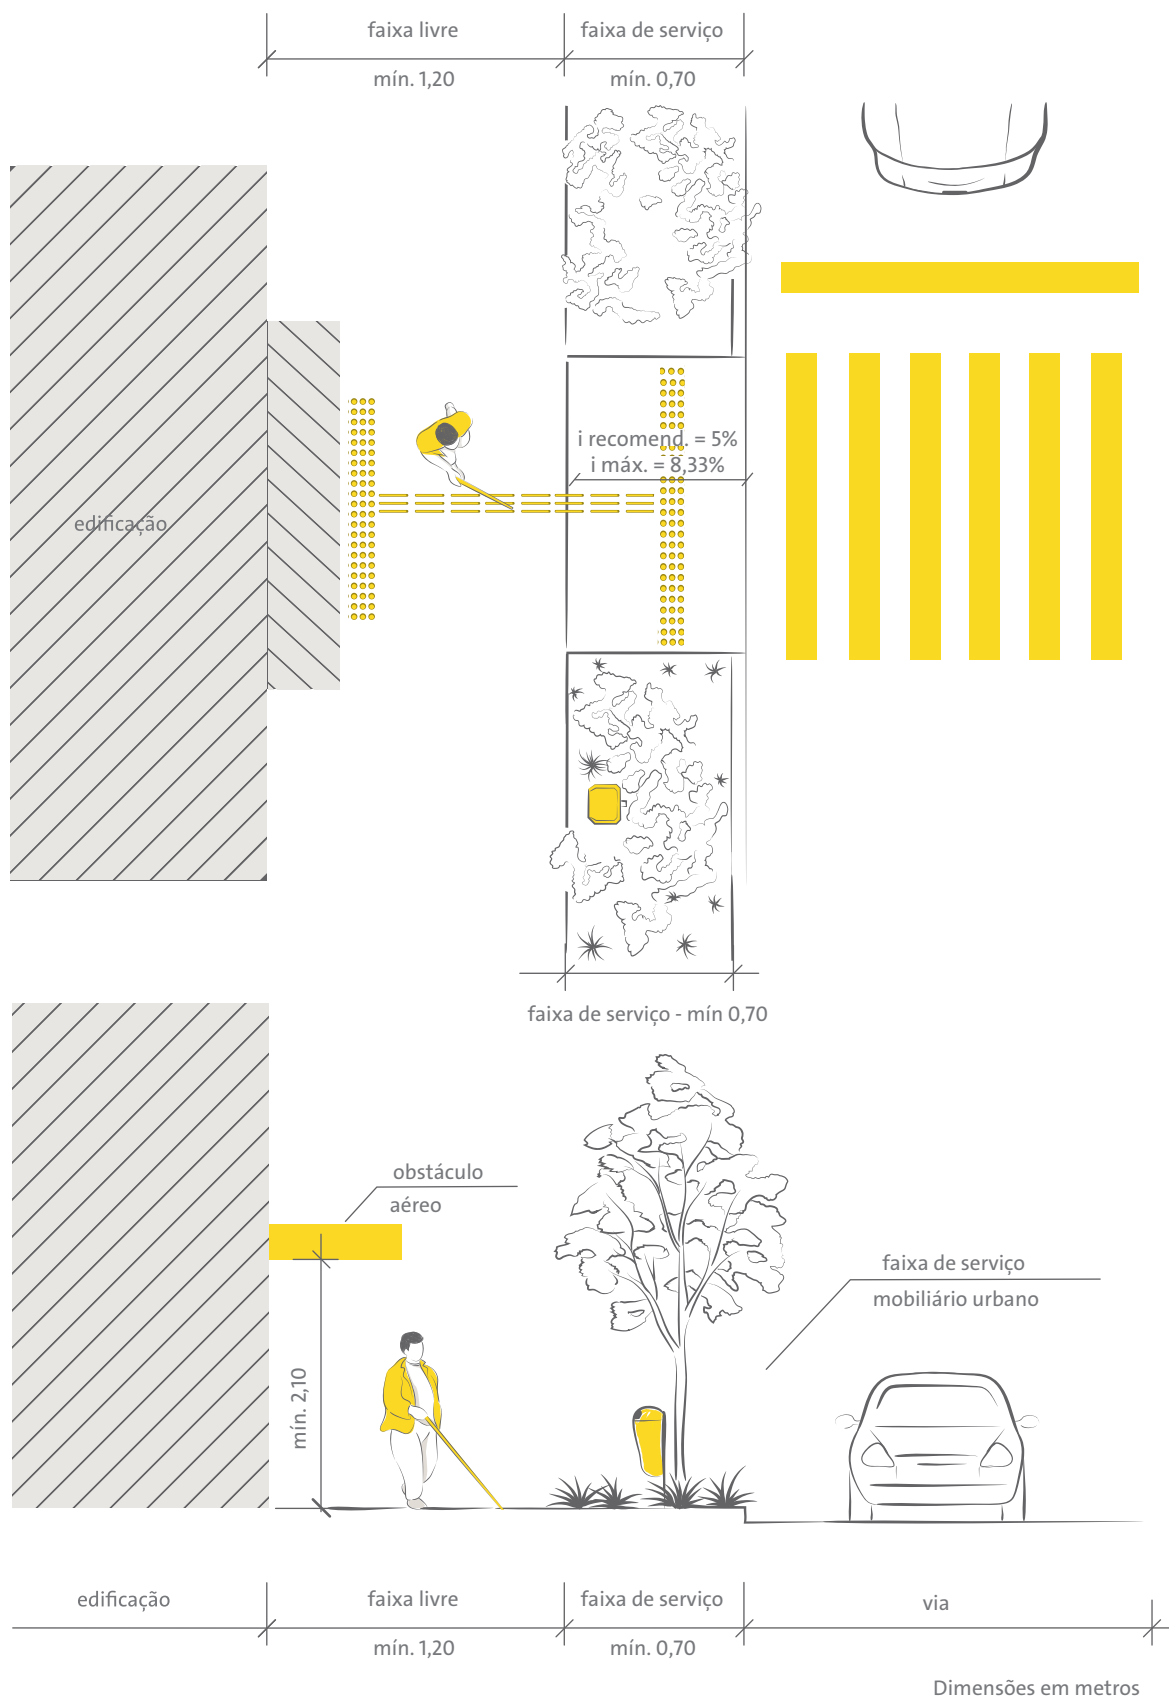 faixa livre
faixa de serviço
mín. 1,20
mín. 0,70
i recomend. = 5%
i máx. = 8,33%
edificação
faixa de serviço - mín 0,70
obstáculo
aéreo
faixa de serviço
mobiliário urbano
mín. 2,10
edificação
faixa livre
faixa de serviço
via
mín. 1,20
mín. 0,70
Dimensões em metros